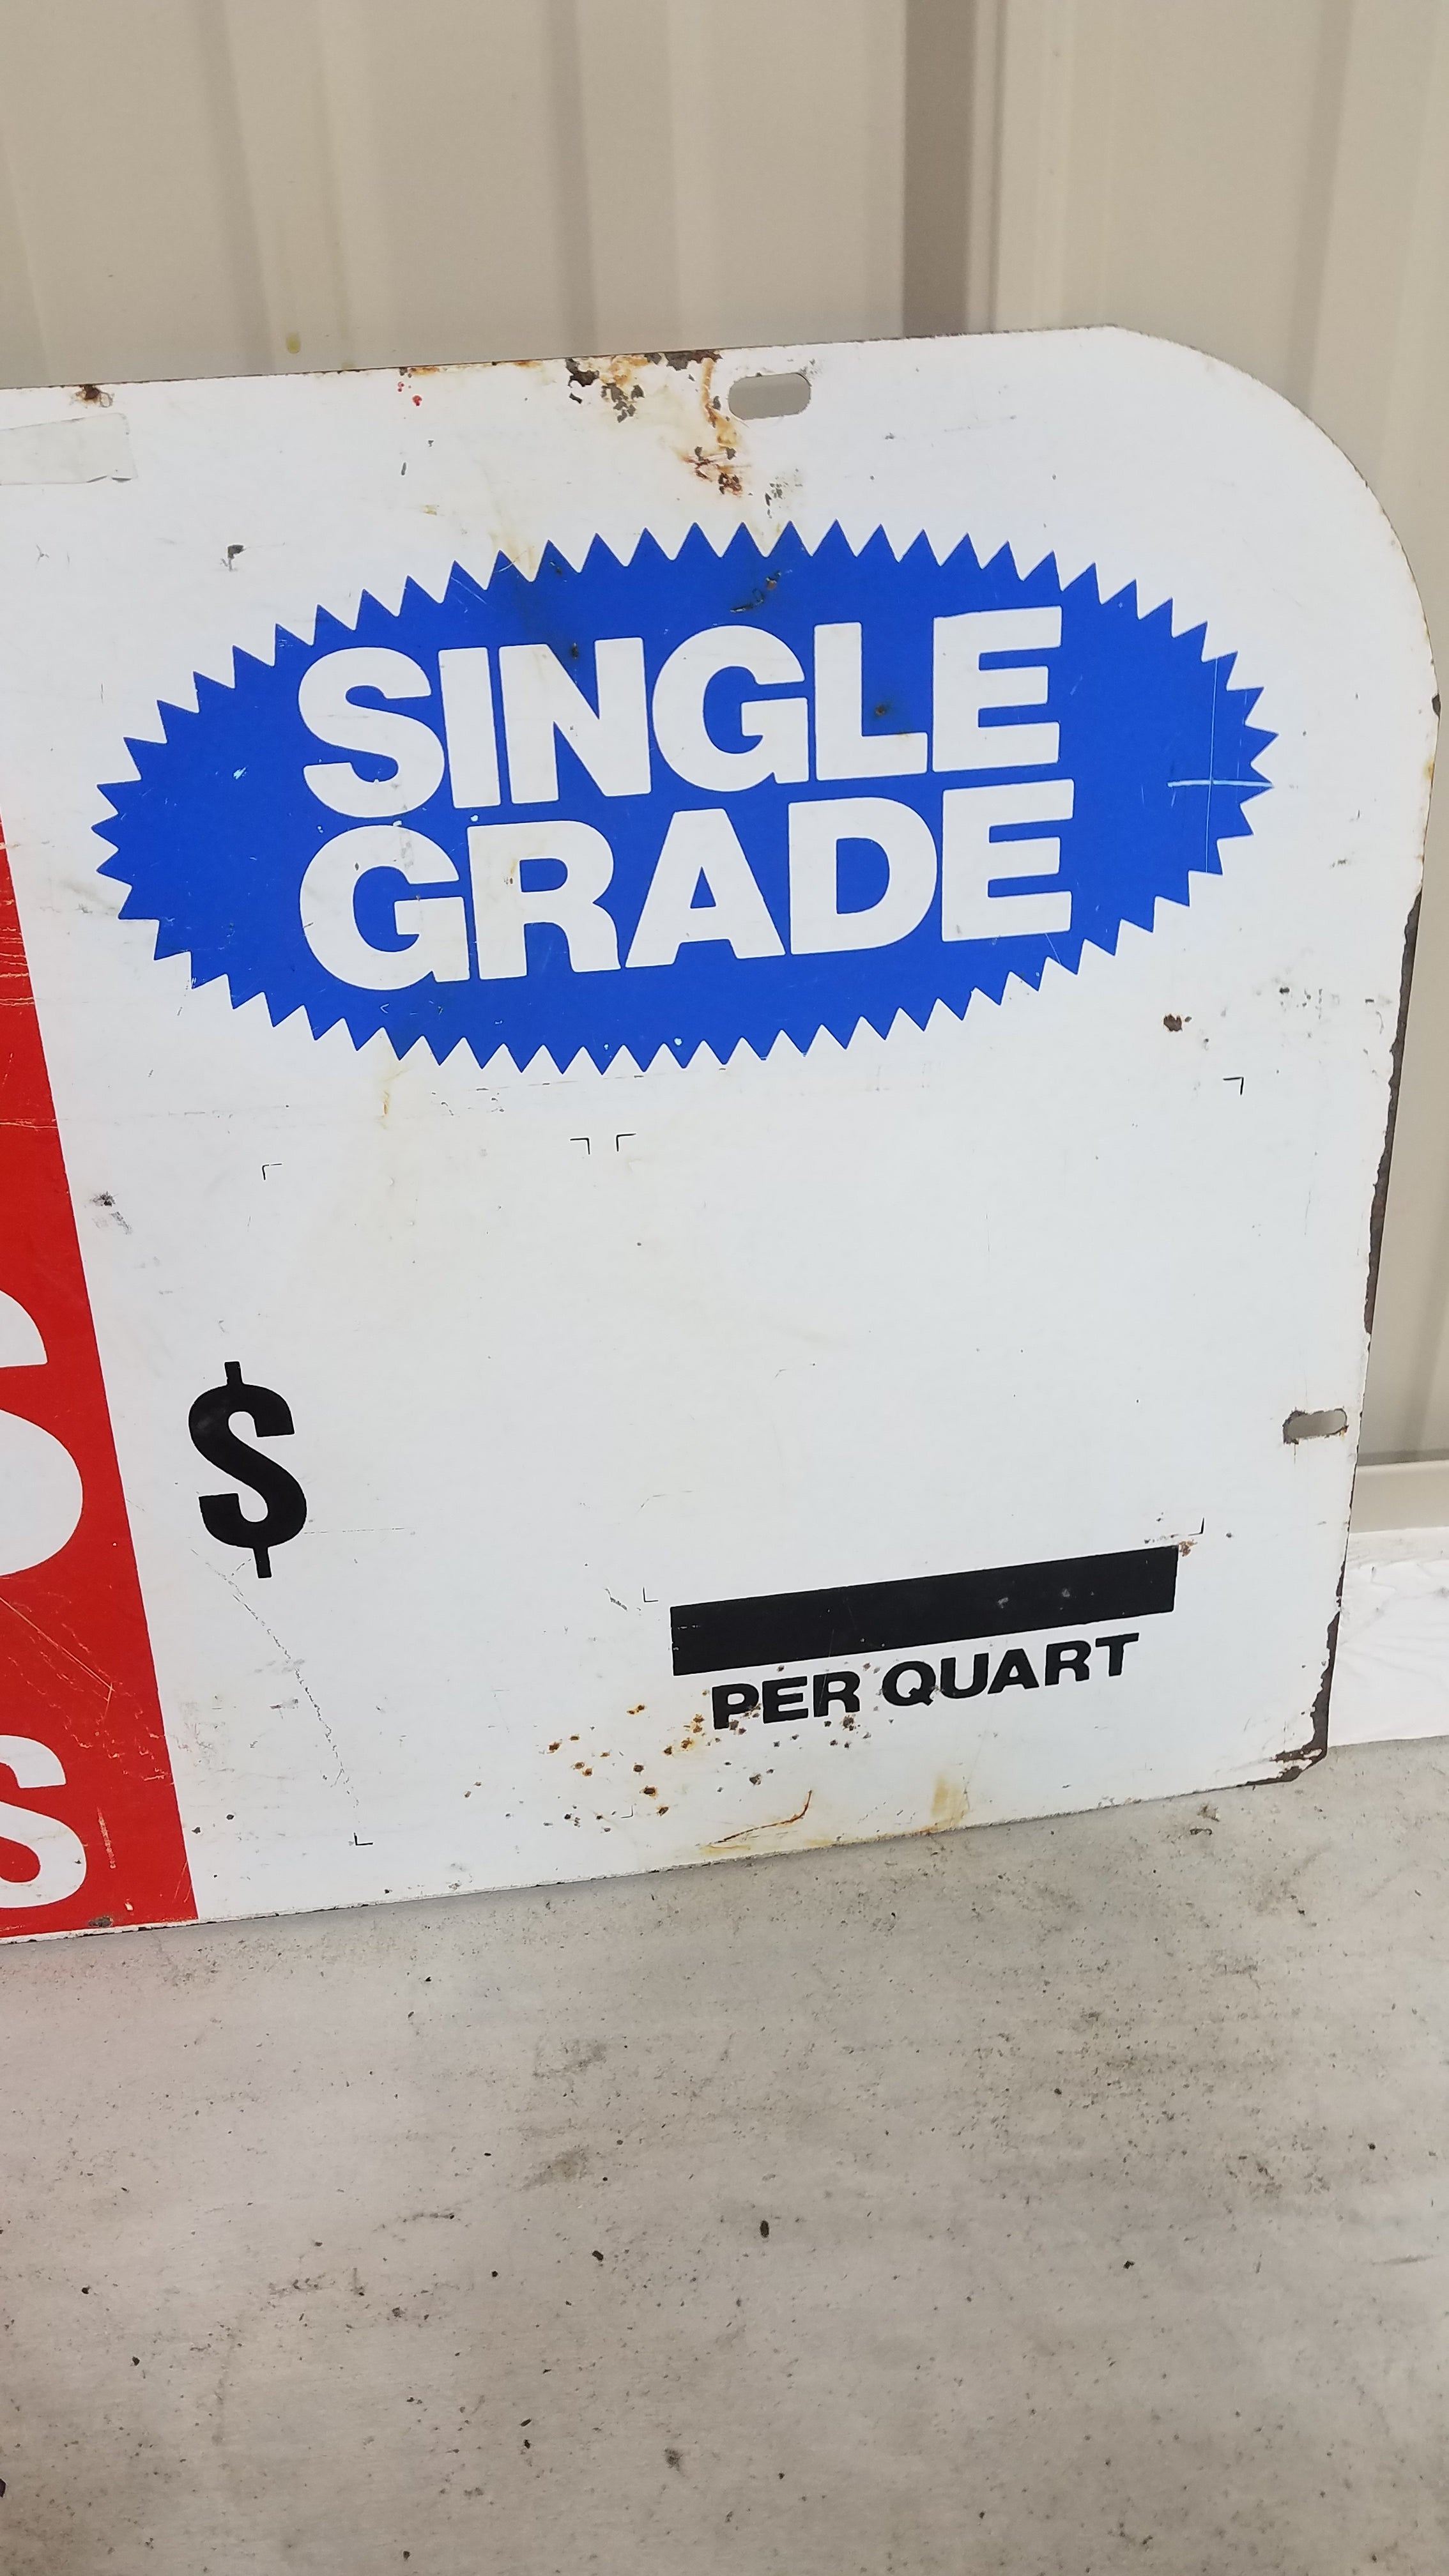 SINGLE
GRADE
S
$
PER QUART
S